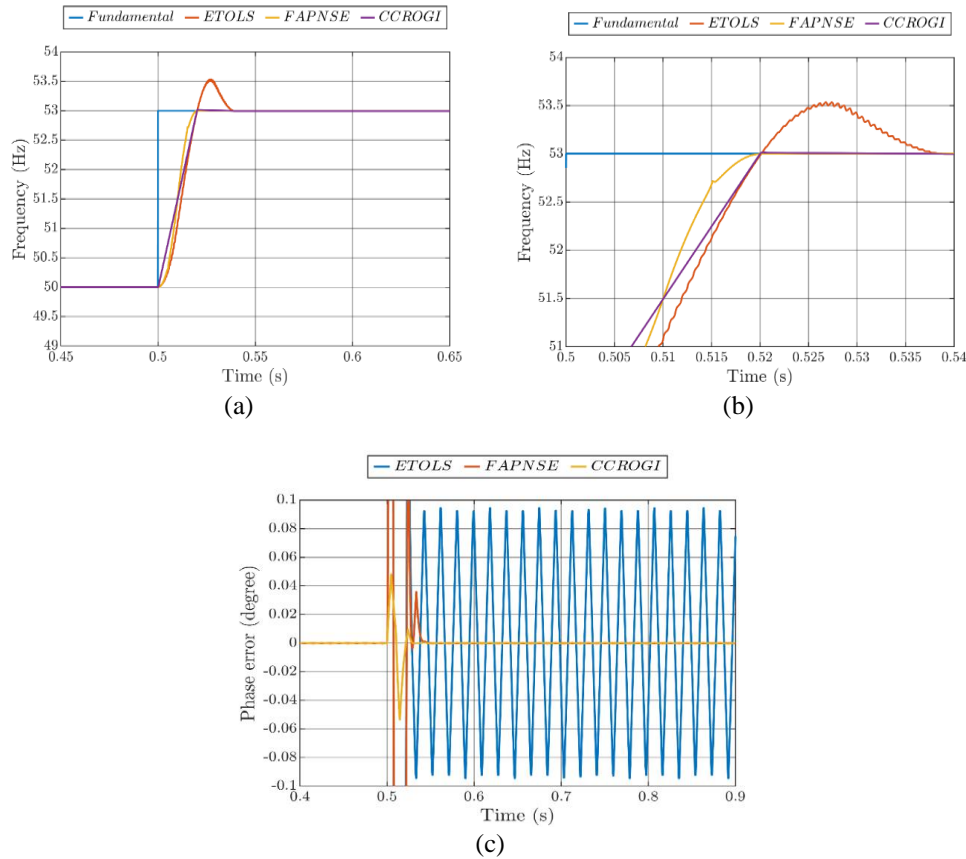 Fundamental ETOLS FAPNSE CCROGI
54
53.5
53
52.5
52
51.5
51
50.5
50
49.5
49
0.45 0.5 0.55 0.6 0.65
Frequency (Hz)
Time (s)
(a)
Fundamental ETOLS FAPNSE CCROGI
54
53.5
53
52.5
52
51.5
51
0.5 0.505 0.51 0.515 0.52 0.525 0.53 0.535 0.54
Frequency (Hz)
Time (s)
(b)
ETOLS FAPNSE CCROGI
0.1
0.08
0.06
0.04
0.02
0
-0.02
-0.04
-0.06
-0.08
-0.1
0.4 0.5 0.6 0.7 0.8 0.9
Phase error (degree)
Time (s)
(c)